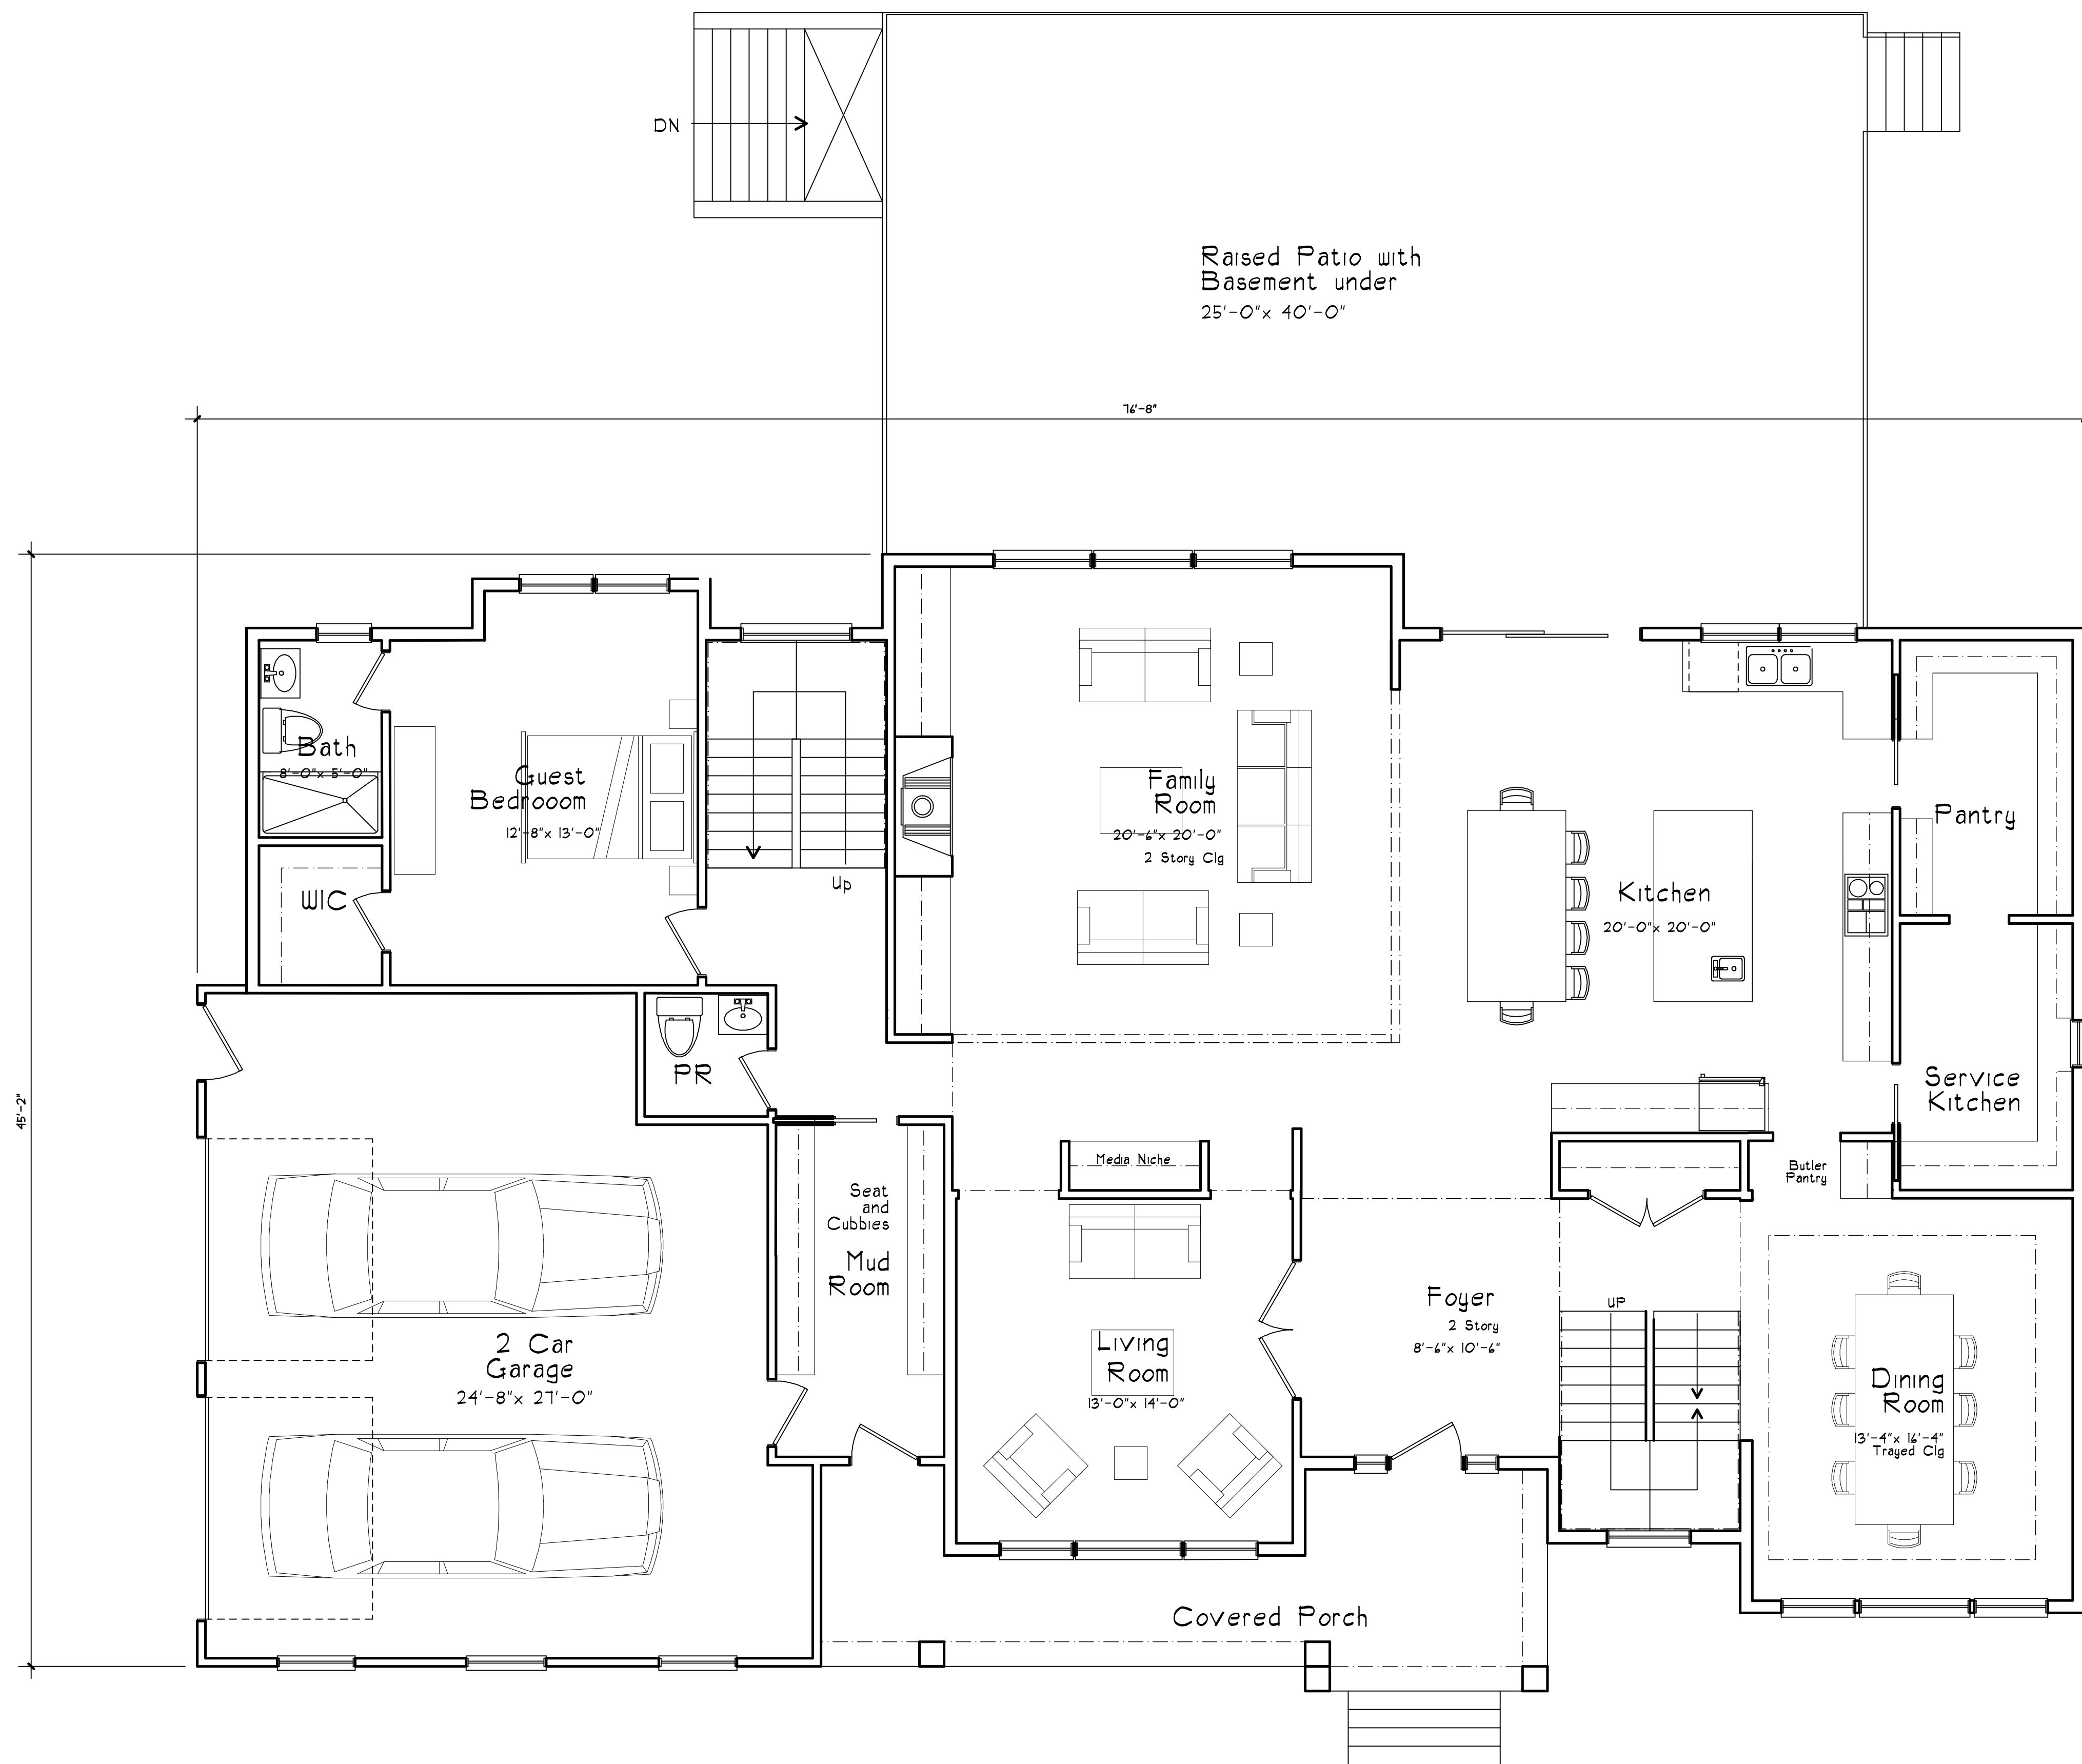 DN
Raised Patio with
Basement under
25'-0"x 40'-0"
76'-8"
45'-2"
Bath
8'-0"x 5'-0"
Guest
Bedrooom
12'-8"x 13'-0"
WIC
Up
Family
Room
20'-6"x 20'-0"
2 Story Clg
Kitchen
20'-0"x 20'-0"
Pantry
Service
Kitchen
PR
Media Niche
Butler
Pantry
Seat
and
Cubbies
Mud
Room
2 Car
Garage
24'-8"x 27'-0"
Living
Room
13'-0"x 14'-0"
Foyer
2 Story
8'-6"x 10'-6"
UP
Dining
Room
13'-4"x 16'-4"
Trayed Clg
Covered Porch